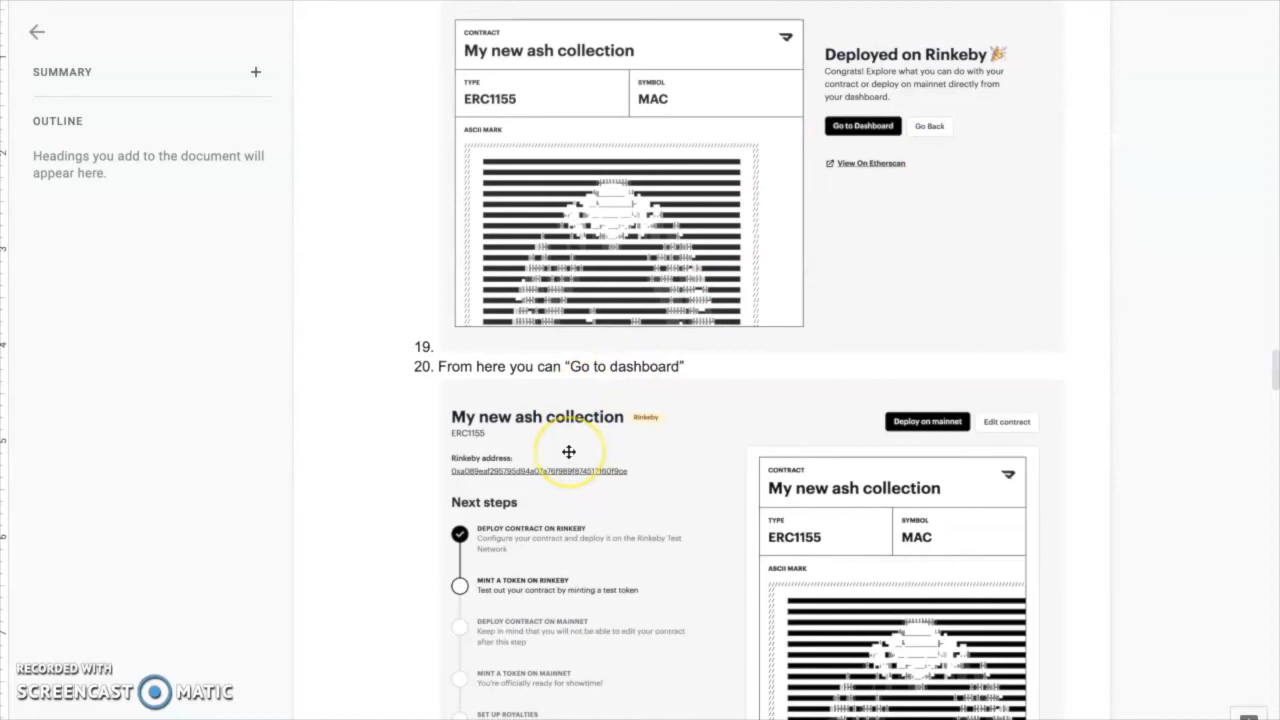 SUMMARY
OUTLINE
Headings you add to the document will
appear here.
CONTRACT
My new ash collection
TYPE
ERC1155
SYMBOL
MAC
ASCII MARK
Deployed on Rinkeby 🎉
Congrats! Explore what you can do with your
contract or deploy on mainnet directly from
your dashboard.
Go to Dashboard
Go Back
View On Etherscan
19.
20. From here you can “Go to dashboard”
My new ash collection Rinkeby
ERC1155
Rinkeby address:
Deploy on mainnet
Edit contract
Next steps
DEPLOY CONTRACT ON RINKEBY
Configure your contract and deploy it on the Rinkeby Test
Network
MINT A TOKEN ON RINKEBY
Test out your contract by minting a test token
DEPLOY CONTRACT ON MAINNET
Keep in mind that you will not be able to edit your contract
after this step
MINT A TOKEN ON MAINNET
You're officially ready for showtime!
SET UP ROYALTIES
CONTRACT
My new ash collection
TYPE
ERC1155
SYMBOL
MAC
ASCII MARK
2
3
4
5
6
7
RECORDED WITH
SCREENCAST MATIC